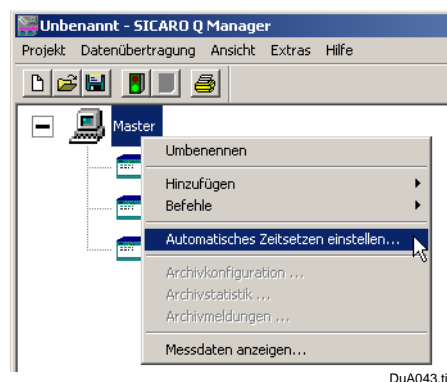 Unbenannt - SICARO Q Manager
Projekt Datenübertragung Ansicht Extras Hilfe
Master
Umbenennen
Hinzufügen
Befehle
Automatisches Zeitsetzen einstellen...
Archivkonfiguration ...
Archivstatistik ...
Archivmeldungen ...
Messdaten anzeigen...
DuA043.ti